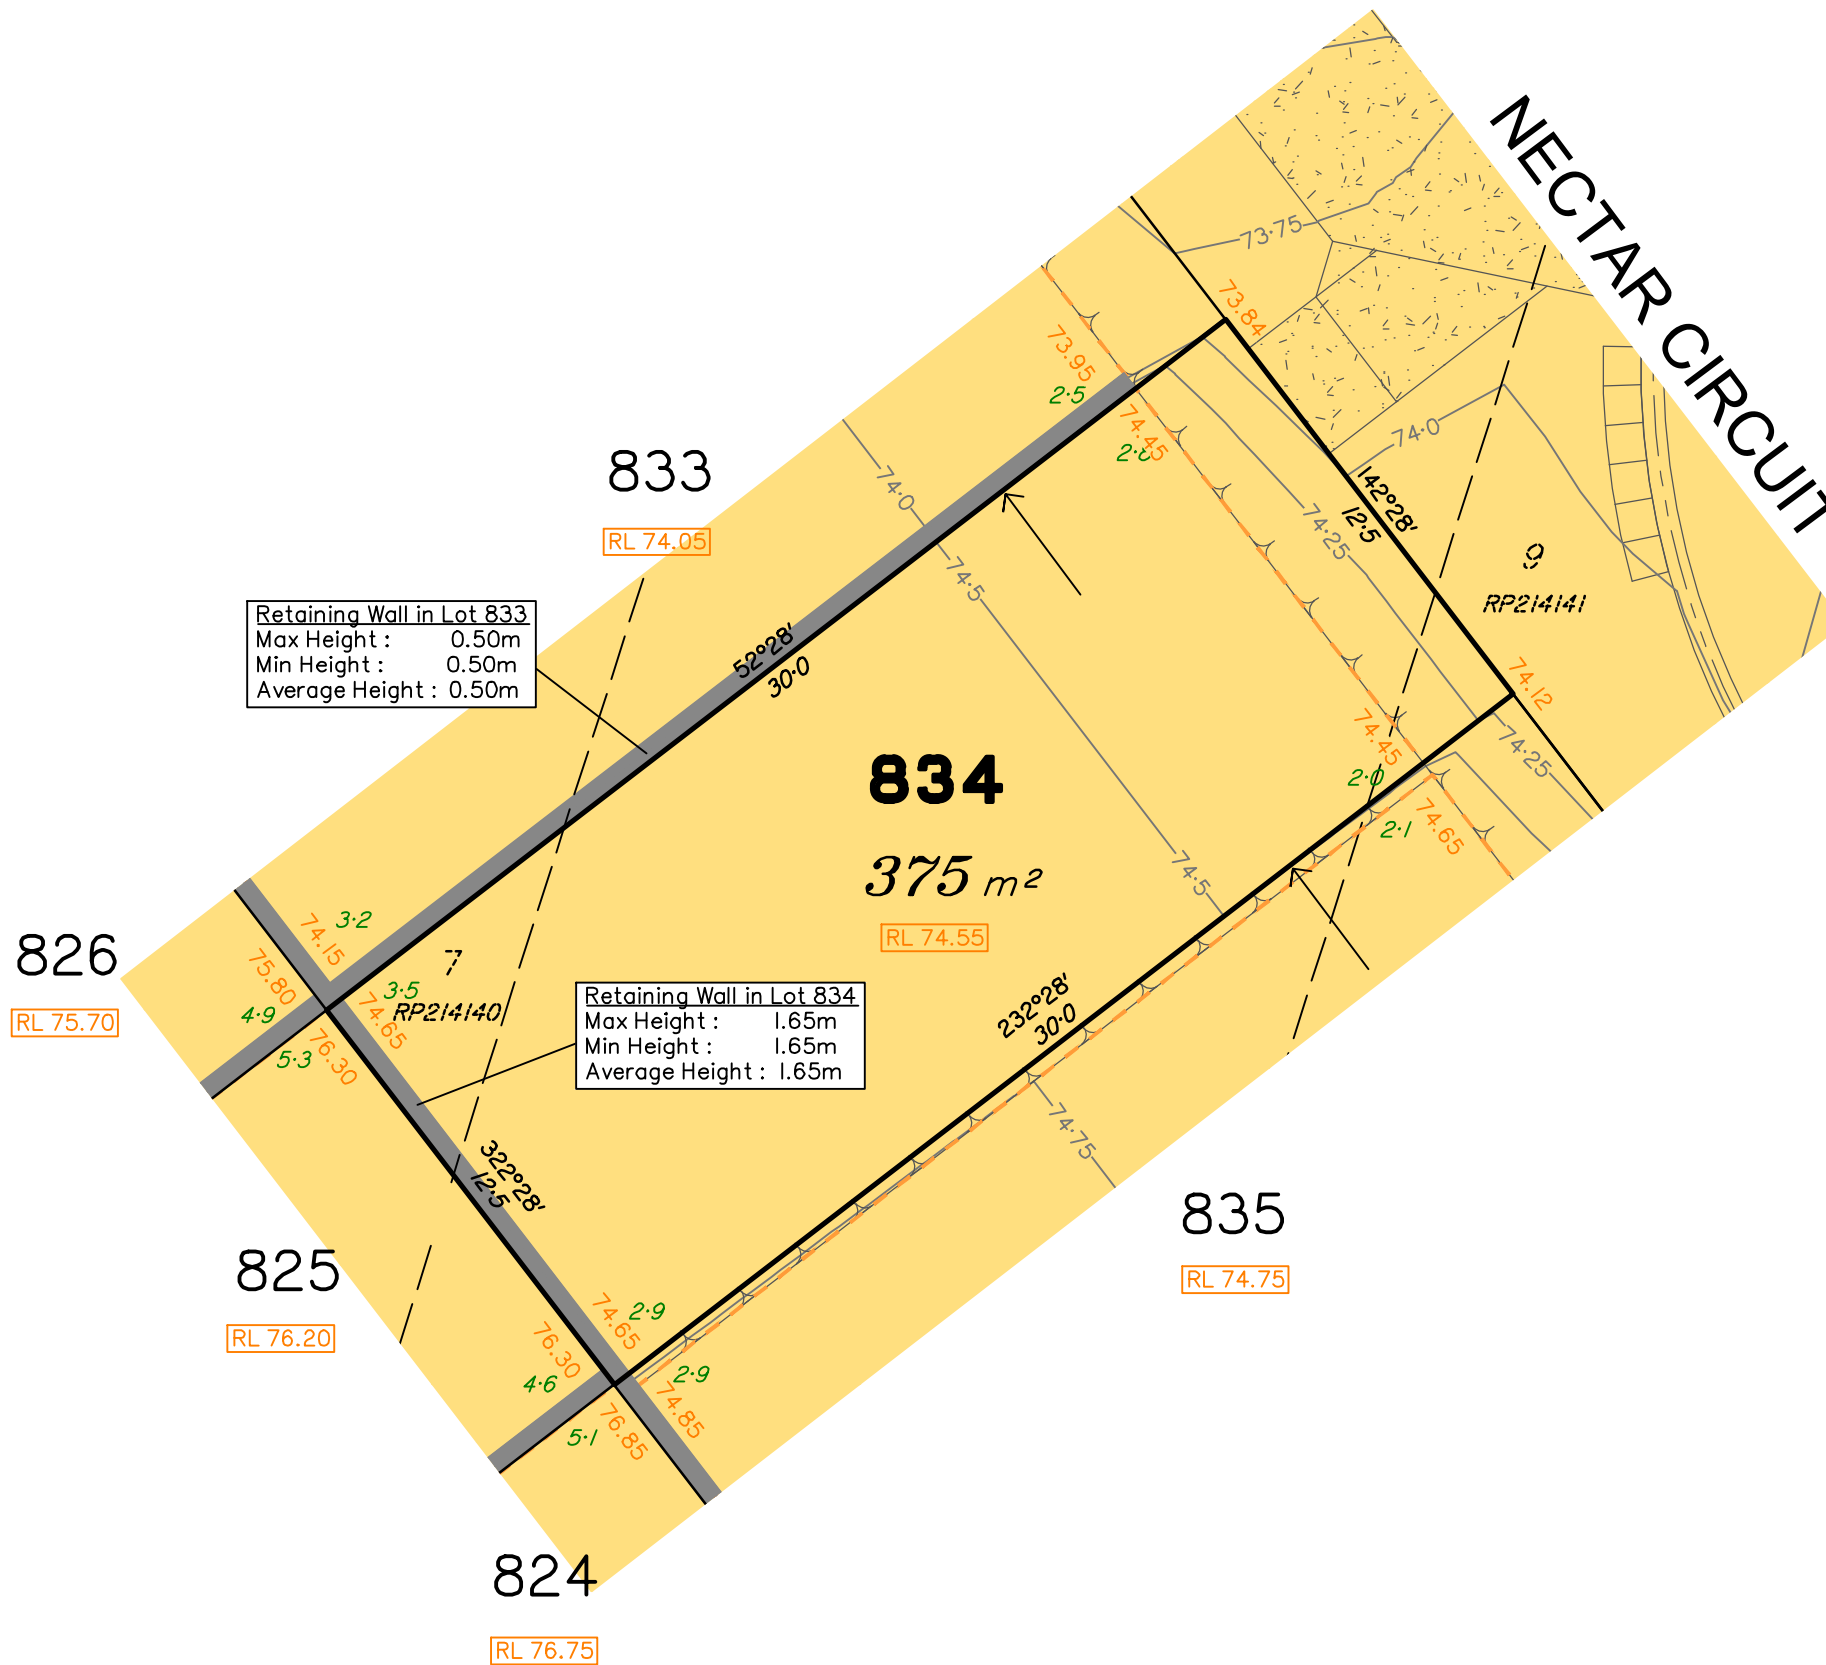 NECTAR CIRCUIT
73·75
73.84
73.95
2·5
74.45
2·0
74·0
142°28'
12·5
74·25
833
RL 74.05
74·0
74·5
9
RP214141
Retaining Wall in Lot 833
Max Height : 0.50m
Min Height : 0.50m
Average Height : 0.50m
52°28'
30·0
74.12
74.45
2·0
74·25
74.65
2·1
834
375 m²
RL 74.55
74·5
826
RL 75.70
3·2
74.15
75.80
4·9
7
RP214140
3·5
74.65
76.30
5·3
Retaining Wall in Lot 834
Max Height : 1.65m
Min Height : 1.65m
Average Height : 1.65m
232°28'
30·0
74·75
322°28'
12·5
835
RL 74.75
825
RL 76.20
74.65
2·9
76.30
4·6
2·9
74.85
76.85
5·1
824
RL 76.75